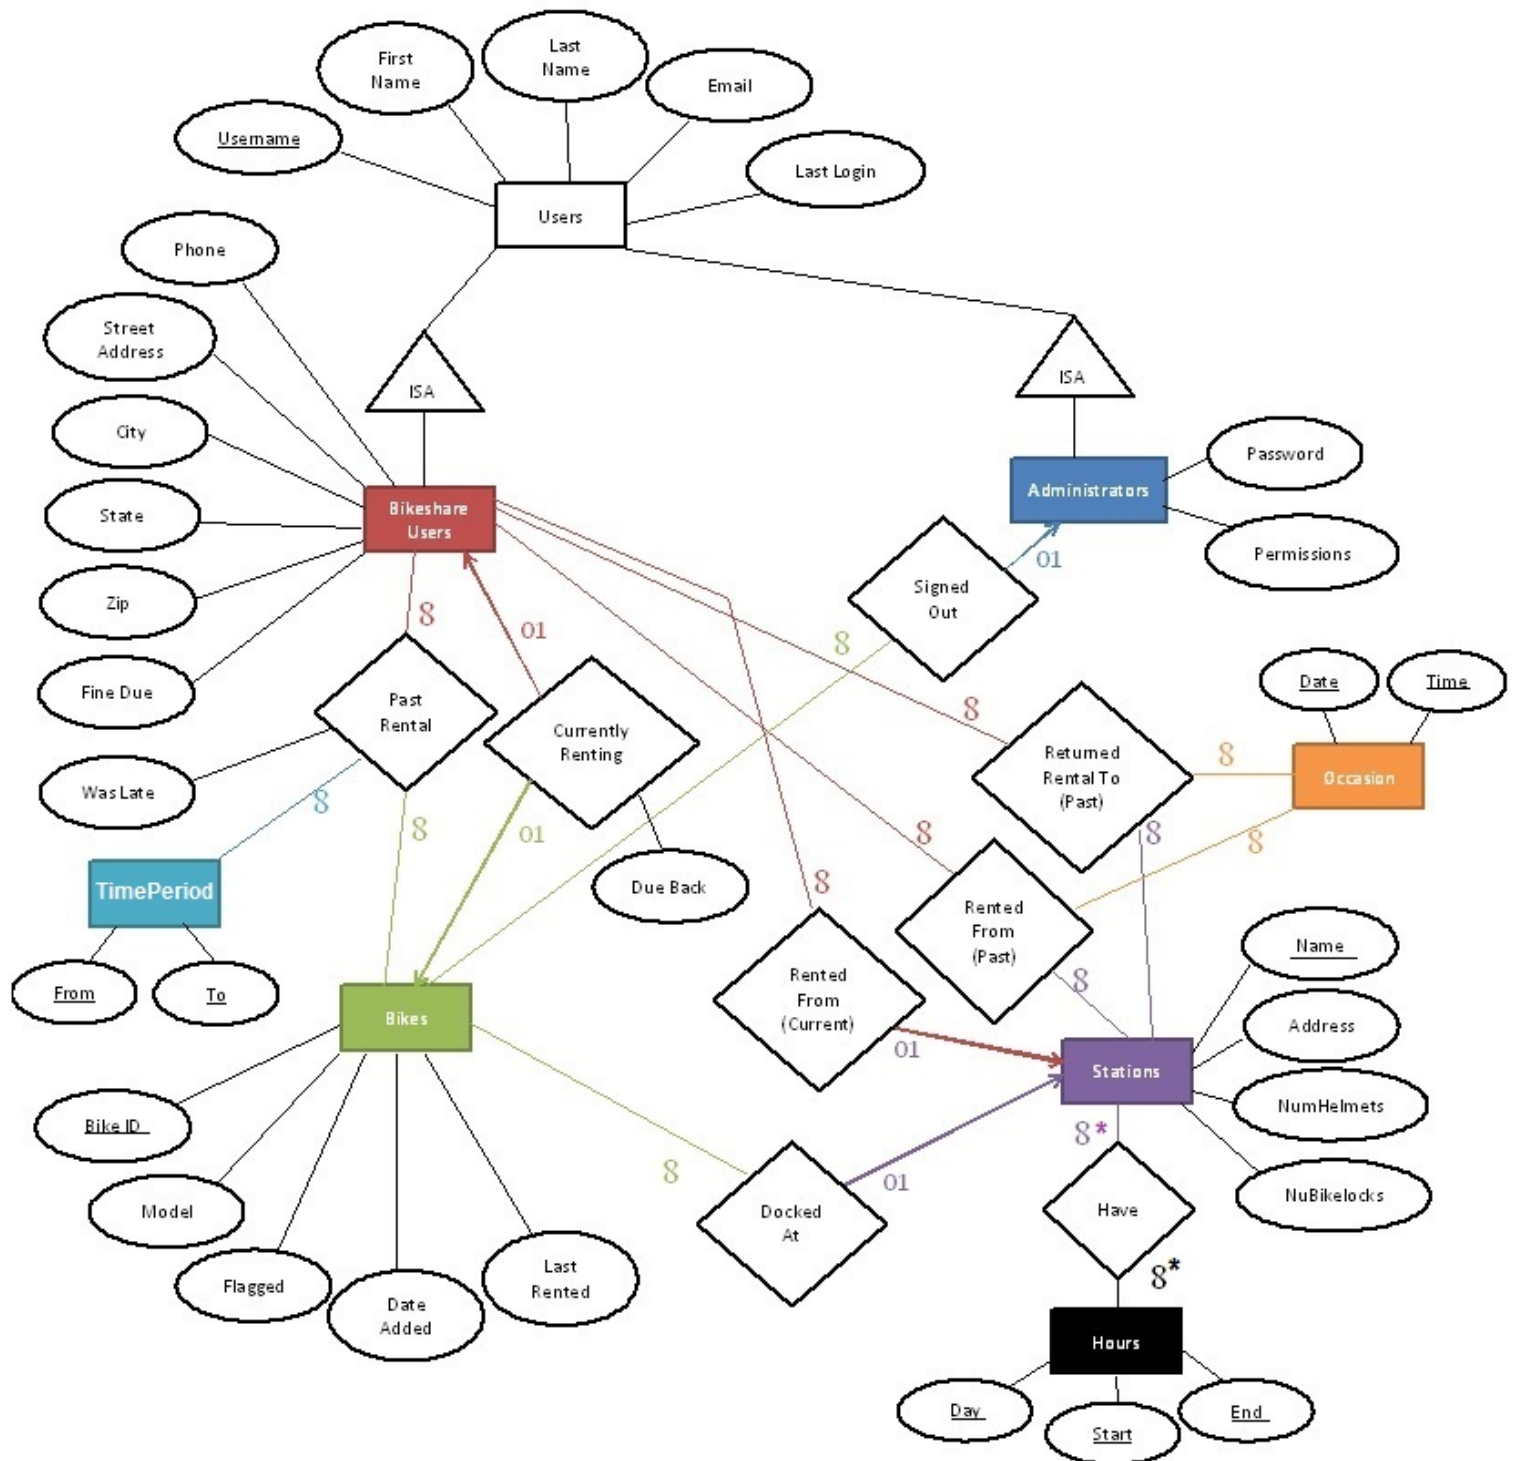 First
Name
Last
Name
Email
Username
Last Login
Users
Phone
Street
Address
ISA
ISA
City
Password
Administrators
Bikeshare
Users
State
Permissions
01
Signed
Out
Zip
8
01
8
Fine Due
Date
Time
Past
Rental
8
Currently
Renting
Returned
Rental To
(Past)
8
Occasion
Was Late
8
8
01
8
8
8
TimePeriod
Due Back
8
Rented
From
(Past)
Name
From
To
Rented
From
(Current)
8
Bikes
Address
01
Stations
Bike ID
NumHelmets
8*
8
01
NuBikelocks
Model
Docked
At
Have
Flagged
Last
Rented
8*
Date
Added
Hours
Day
Start
End